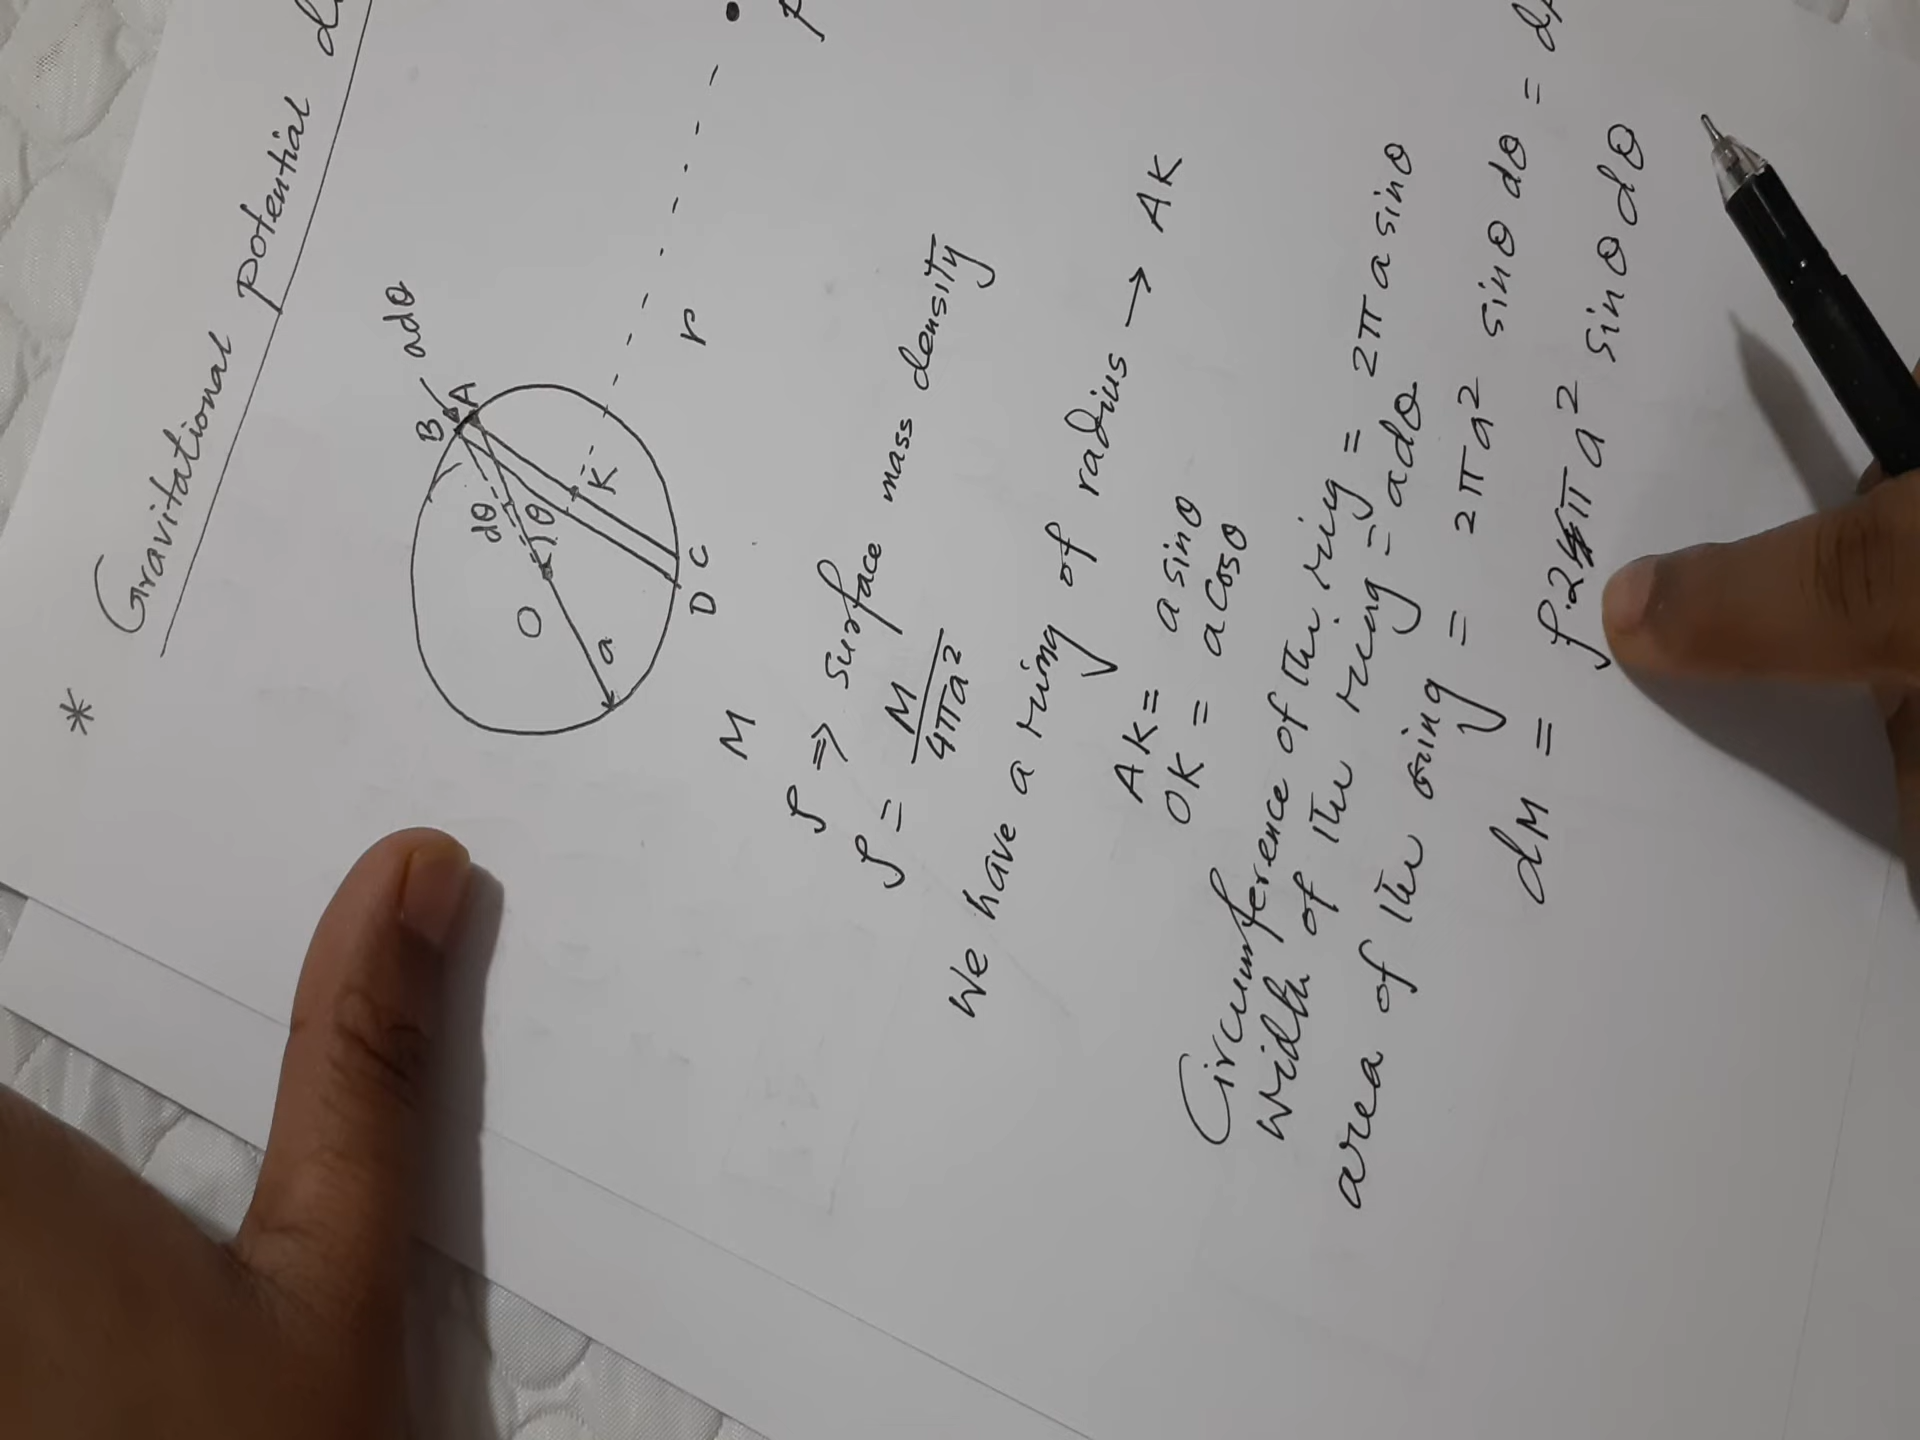 * Gravitational potential
B A adθ
dθ
θ
O
K
a
D C
r
M
ρ ⇒ surface mass density
ρ = M/4πa²
We have a ring of radius → AK
AK = a sinθ
OK = a cosθ
Circumference of the ring = 2π a sinθ
Width of the ring = adθ
area of the ring = 2πa² sinθ dθ =
dM = ρ.2πa² sinθ dθ